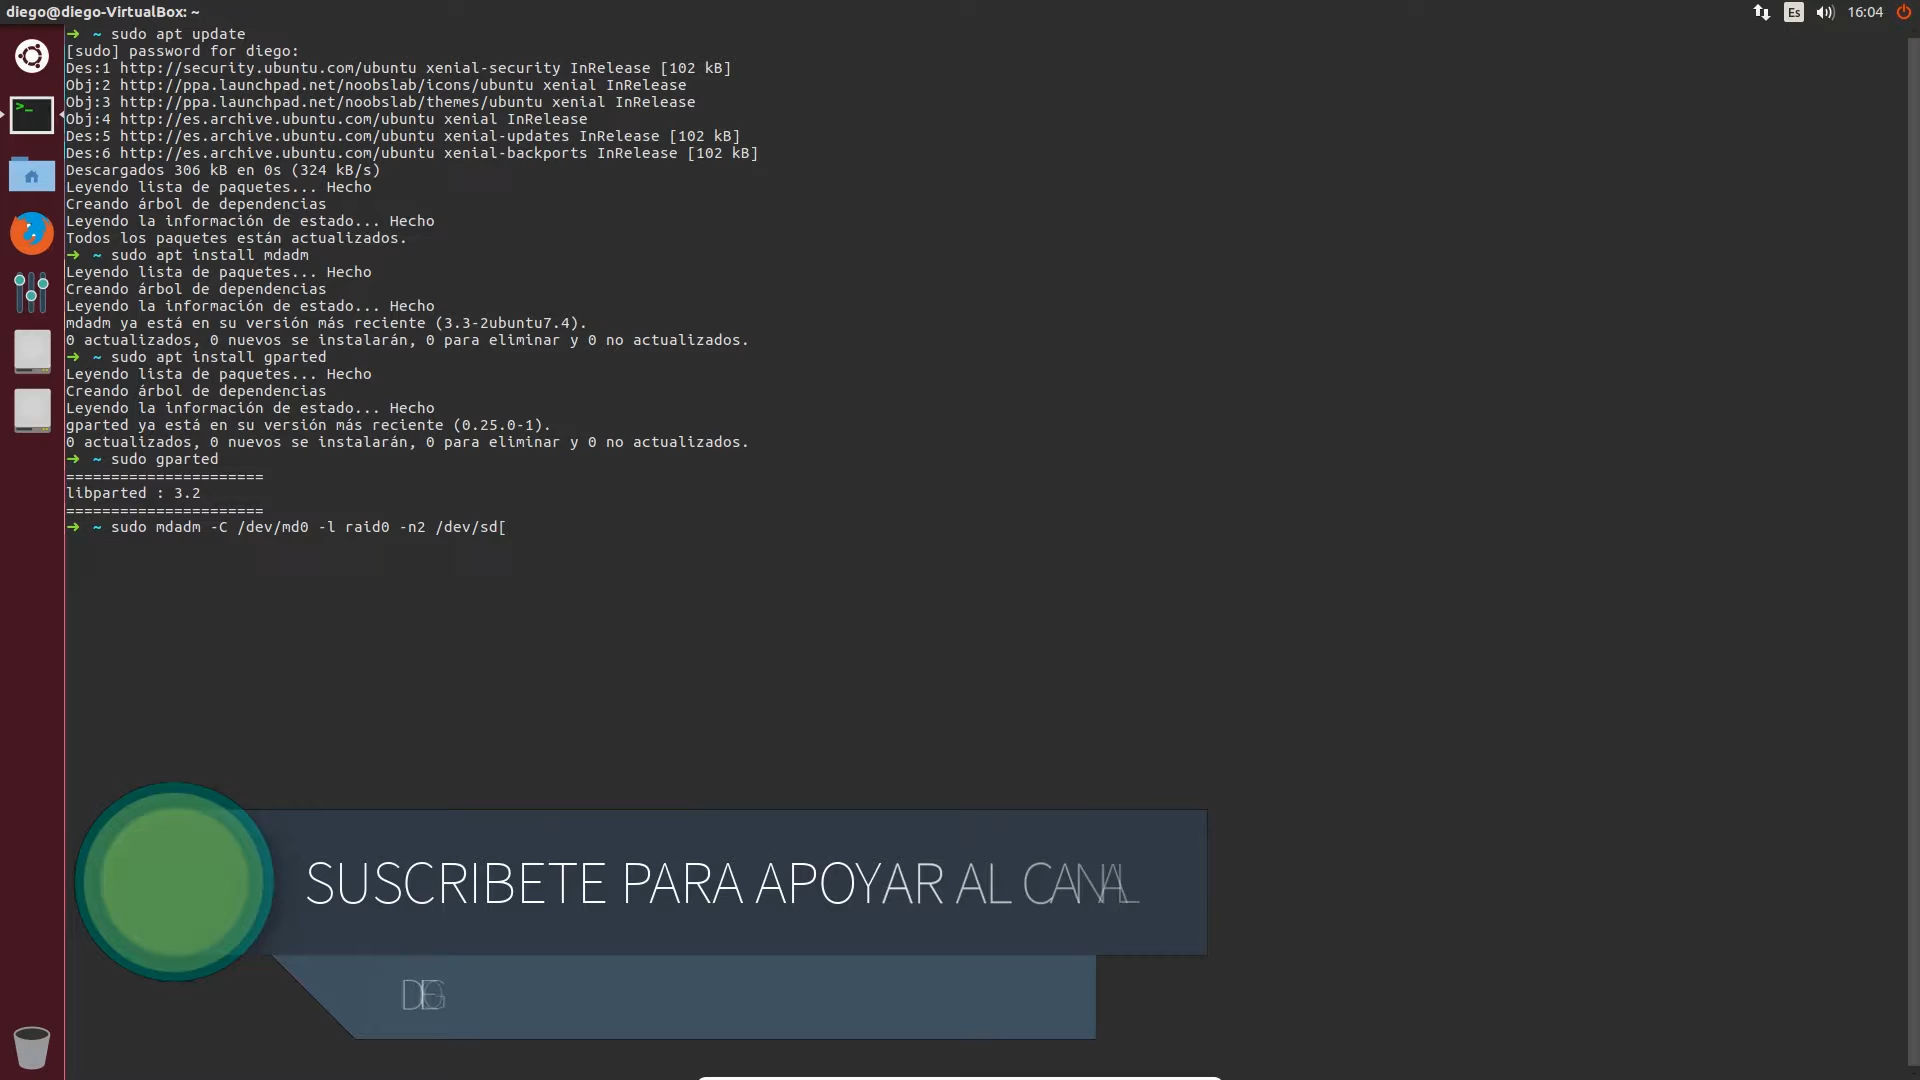 diego@diego-VirtualBox: ~
Es
16:04
➜ ~ sudo apt update
[sudo] password for diego:
Des:1 http://security.ubuntu.com/ubuntu xenial-security InRelease [102 kB]
Obj:2 http://ppa.launchpad.net/noobslab/icons/ubuntu xenial InRelease
Obj:3 http://ppa.launchpad.net/noobslab/themes/ubuntu xenial InRelease
Obj:4 http://es.archive.ubuntu.com/ubuntu xenial InRelease
Des:5 http://es.archive.ubuntu.com/ubuntu xenial-updates InRelease [102 kB]
Des:6 http://es.archive.ubuntu.com/ubuntu xenial-backports InRelease [102 kB]
Descargados 306 kB en 0s (324 kB/s)
Leyendo lista de paquetes... Hecho
Creando árbol de dependencias
Leyendo la información de estado... Hecho
Todos los paquetes están actualizados.
➜ ~ sudo apt install mdadm
Leyendo lista de paquetes... Hecho
Creando árbol de dependencias
Leyendo la información de estado... Hecho
mdadm ya está en su versión más reciente (3.3-2ubuntu7.4).
0 actualizados, 0 nuevos se instalarán, 0 para eliminar y 0 no actualizados.
➜ ~ sudo apt install gparted
Leyendo lista de paquetes... Hecho
Creando árbol de dependencias
Leyendo la información de estado... Hecho
gparted ya está en su versión más reciente (0.25.0-1).
0 actualizados, 0 nuevos se instalarán, 0 para eliminar y 0 no actualizados.
➜ ~ sudo gparted
======================
libparted : 3.2
======================
➜ ~ sudo mdadm -C /dev/md0 -l raid0 -n2 /dev/sd[
SUSCRIBETE PARA APOYAR AL CANAL